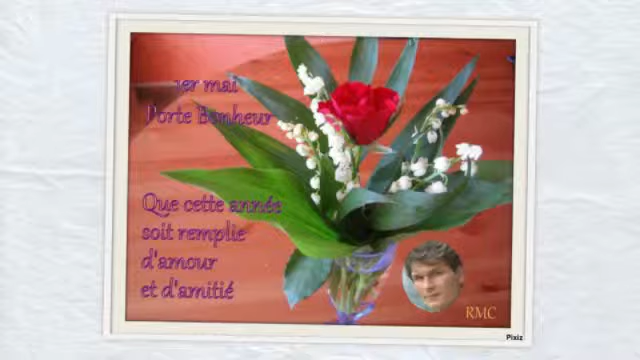 1er mai
Porte Bonheur
Que cette année
soit remplie
d'amour
et d'amitié
RMC
Pixiz